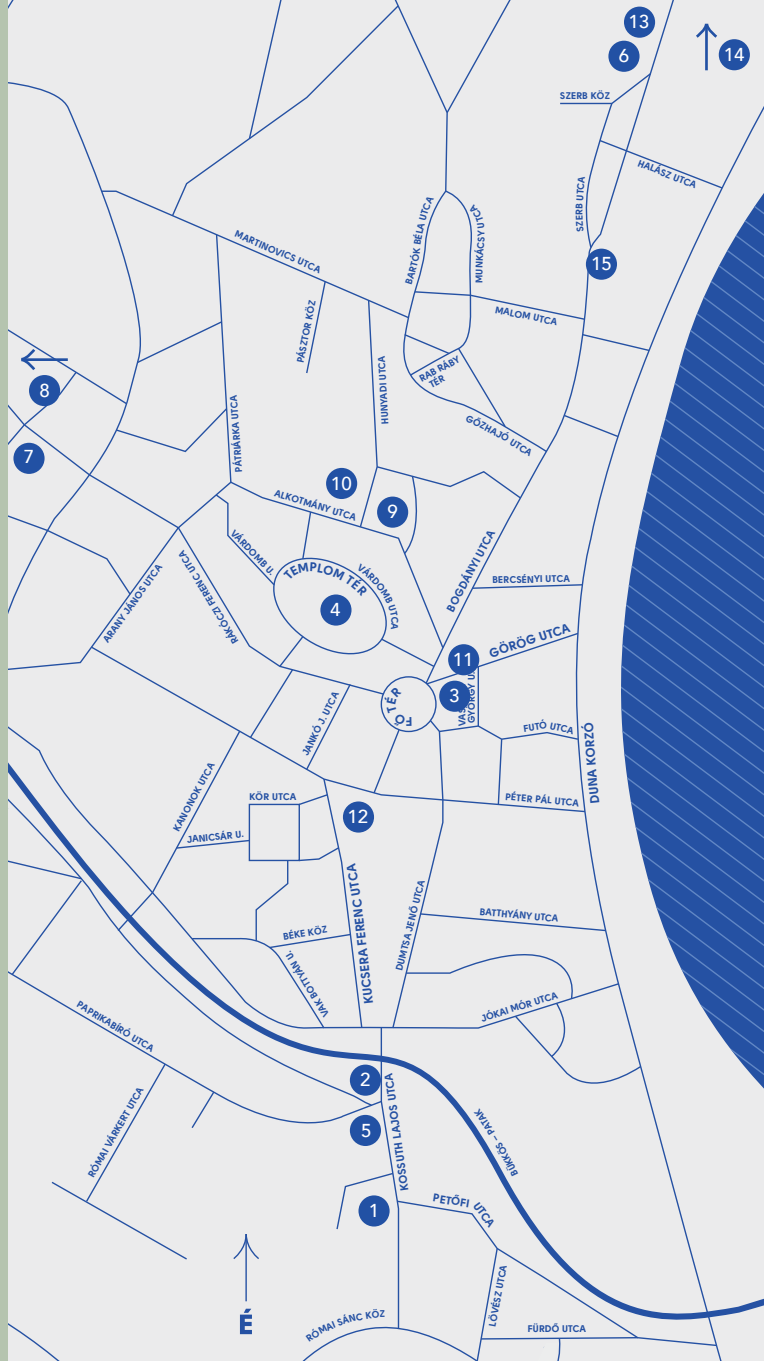 13
6
14
SZERB KÖZ
HALÁSZ UTCA
SZERB UTCA
BARTÓK BÉLA UTCA
MUNKÁCSY UTCA
MARTINOVICS UTCA
15
PÁSZTOR KÖZ
MALOM UTCA
8
RAB RÁBY
TÉR
HUNYADI UTCA
PÁTRIÁRKA UTCA
GŐZHAJÓ UTCA
7
10
ALKOTMÁNY UTCA
9
VÁRDOMB U.
TEMPLOM TÉR
VÁRDOMB UTCA
BOGDÁNYI UTCA
BERCSÉNYI UTCA
ARANY JÁNOS UTCA
RÁKÓCZI FERENC UTCA
4
GÖRÖG UTCA
11
3
GYÖRGY U.
FŐ TÉR
JANKÓ J. UTCA
FUTÓ UTCA
DUNA KORZÓ
KANONOK UTCA
KÖR UTCA
PÉTER PÁL UTCA
12
JANICSÁR U.
KUCSERA FERENC UTCA
DUMTSA JENŐ UTCA
BATTHYÁNY UTCA
BÉKE KÖZ
VAK BOTTYÁN U.
JÓKAI MÓR UTCA
PAPRIKABÍRÓ UTCA
2
KOSSUTH LAJOS UTCA
5
RÓMAI VÁRKERT UTCA
BÜKKÖS – PATAK
1
PETŐFI UTCA
É
LÖVÉSZ UTCA
RÓMAI SÁNC KÖZ
FÜRDŐ UTCA